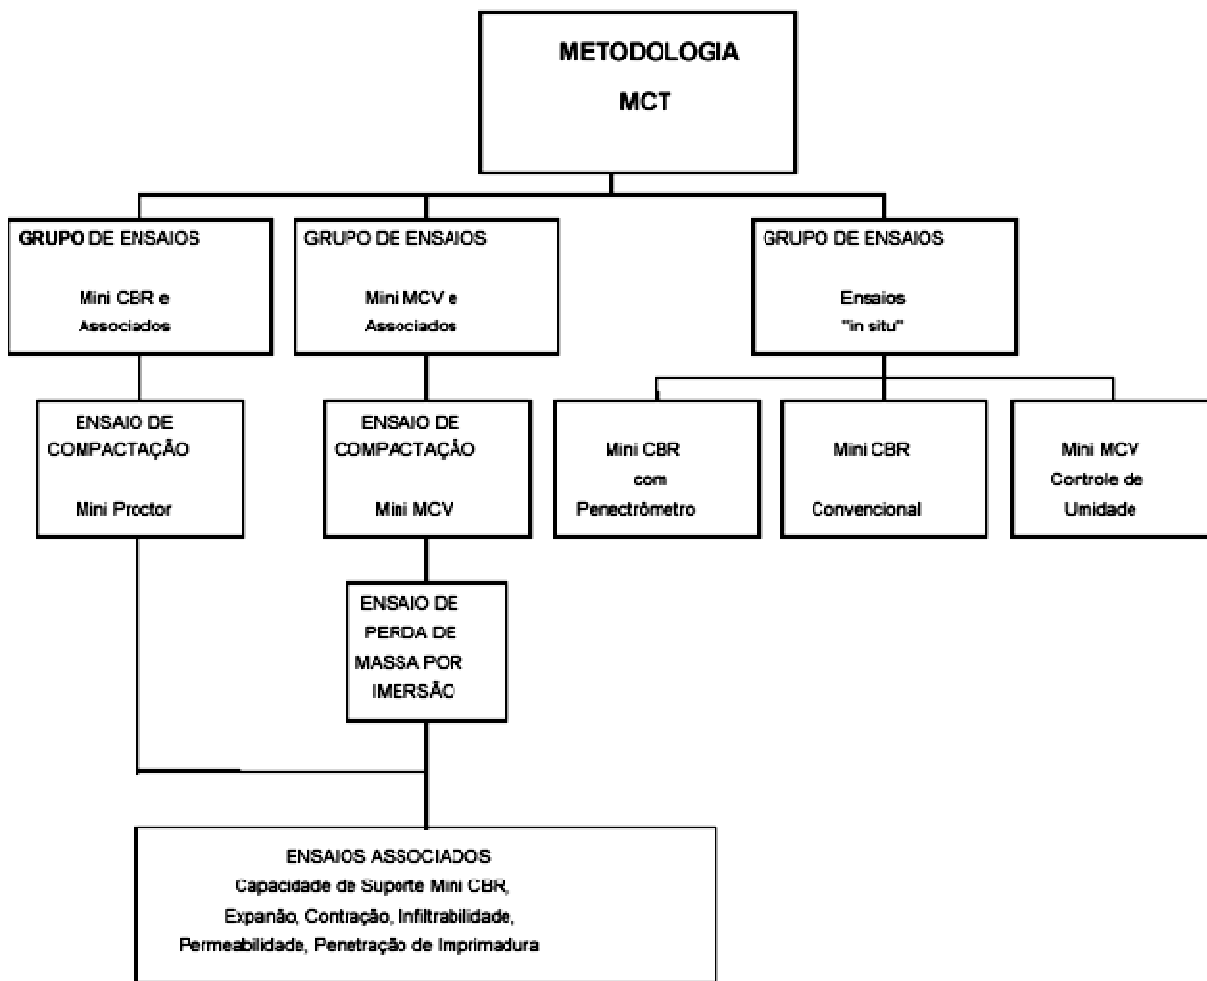 METODOLOGIA
MCT
GRUPO DE ENSAIOS
Mini CBR e
Associados
GRUPO DE ENSAIOS
Mini MCV e
Associados
GRUPO DE ENSAIOS
Ensaios
"in situ"
ENSAIO DE
COMPACTAÇÃO
Mini Proctor
ENSAIO DE
COMPACTAÇÃO
Mini MCV
Mini CBR
com
Penectrômetro
Mini CBR
Convencional
Mini MCV
Controle de
Umidade
ENSAIO DE
PERDA DE
MASSA POR
IMERSÃO
ENSAIOS ASSOCIADOS
Capacidade de Suporte Mini CBR,
Expanão, Contração, Infiltrabilidade,
Permeabilidade, Penetração de Imprimadura